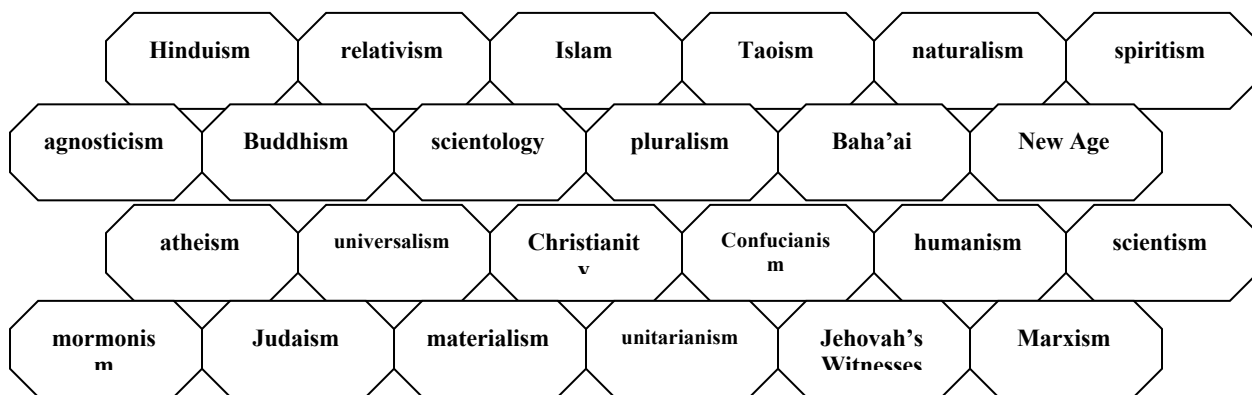 Hinduism relativism Islam Taoism naturalism spiritism
agnosticism Buddhism scientology pluralism Baha’ai New Age
atheism universalism Christianit
y Confucianis
m humanism scientism
mormonis
m Judaism materialism unitarianism Jehovah’s
Witnesses Marxism